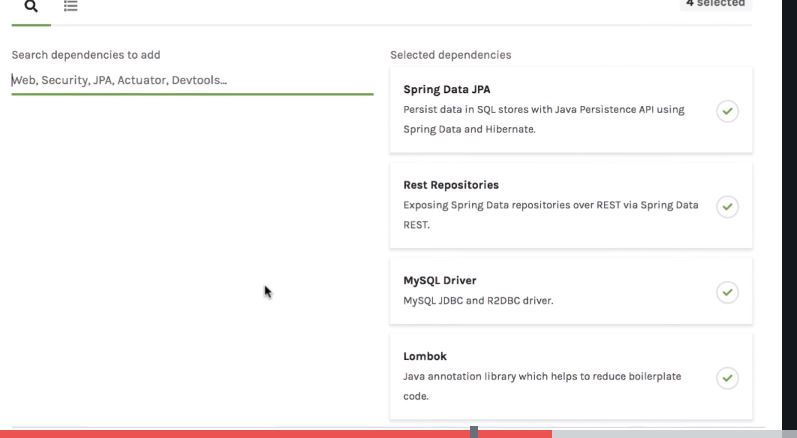 4 selected
Search dependencies to add
Web, Security, JPA, Actuator, Devtools...
Selected dependencies
Spring Data JPA
Persist data in SQL stores with Java Persistence API using
Spring Data and Hibernate.
Rest Repositories
Exposing Spring Data repositories over REST via Spring Data
REST.
MySQL Driver
MySQL JDBC and R2DBC driver.
Lombok
Java annotation library which helps to reduce boilerplate
code.